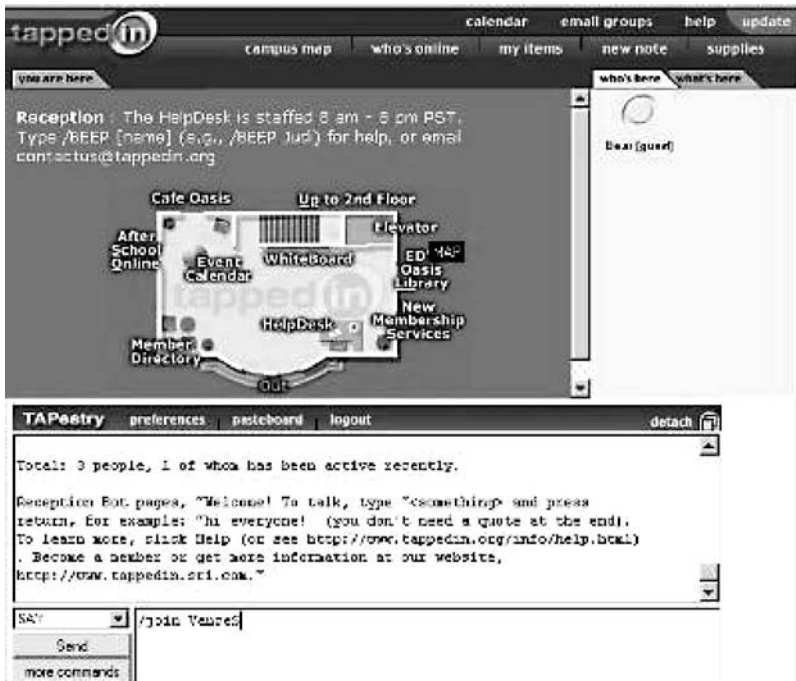 tapped in
calendar email groups help update
campus map who's online my items new note supplies
you are here
who's here what's here
Reception : The HelpDesk is staffed 8 am - 8 pm PST.
Type /BEEP [name] (e.g., /BEEP Judi) for help, or email
contactus@tappedin.org
[guest]
Cafe Oasis Up to 2nd Floor
Elevator
After
School
Online
Event
Calendar
WhiteBoard
MAP
Oasis
Library
tapped in
HelpDesk
New
Membership
Services
Member
Directory
Out
TAPestry preferences pasteboard logout detach
Total: 3 people, 1 of whom has been active recently.
Reception Bot pages, "Welcome! To talk, type "<something> and press
return, for example: "hi everyone! (you don't need a quote at the end).
To learn more, click Help (or see http://www.tappedin.org/info/help.html)
. Become a member or get more information at our website,
http://www.tappedin.sri.com."
SAY /join VanceS
Send
more commands